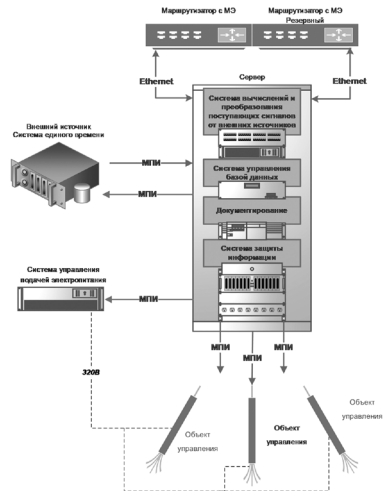 Маршрутизатор с МЭ
Маршрутизатор с МЭ
Резервный
Ethernet
Ethernet
Сервер
Система вычислений и
преобразования
поступающих сигналов
от внешних источников
Внешний источник
Система единого времени
МПИ
МПИ
Система управления
базой данных
Документирование
Система защиты
информации
Система управления
подачей электропитания
МПИ
МПИ
МПИ
МПИ
320В
Объект
управления
Объект
управления
Объект
управления